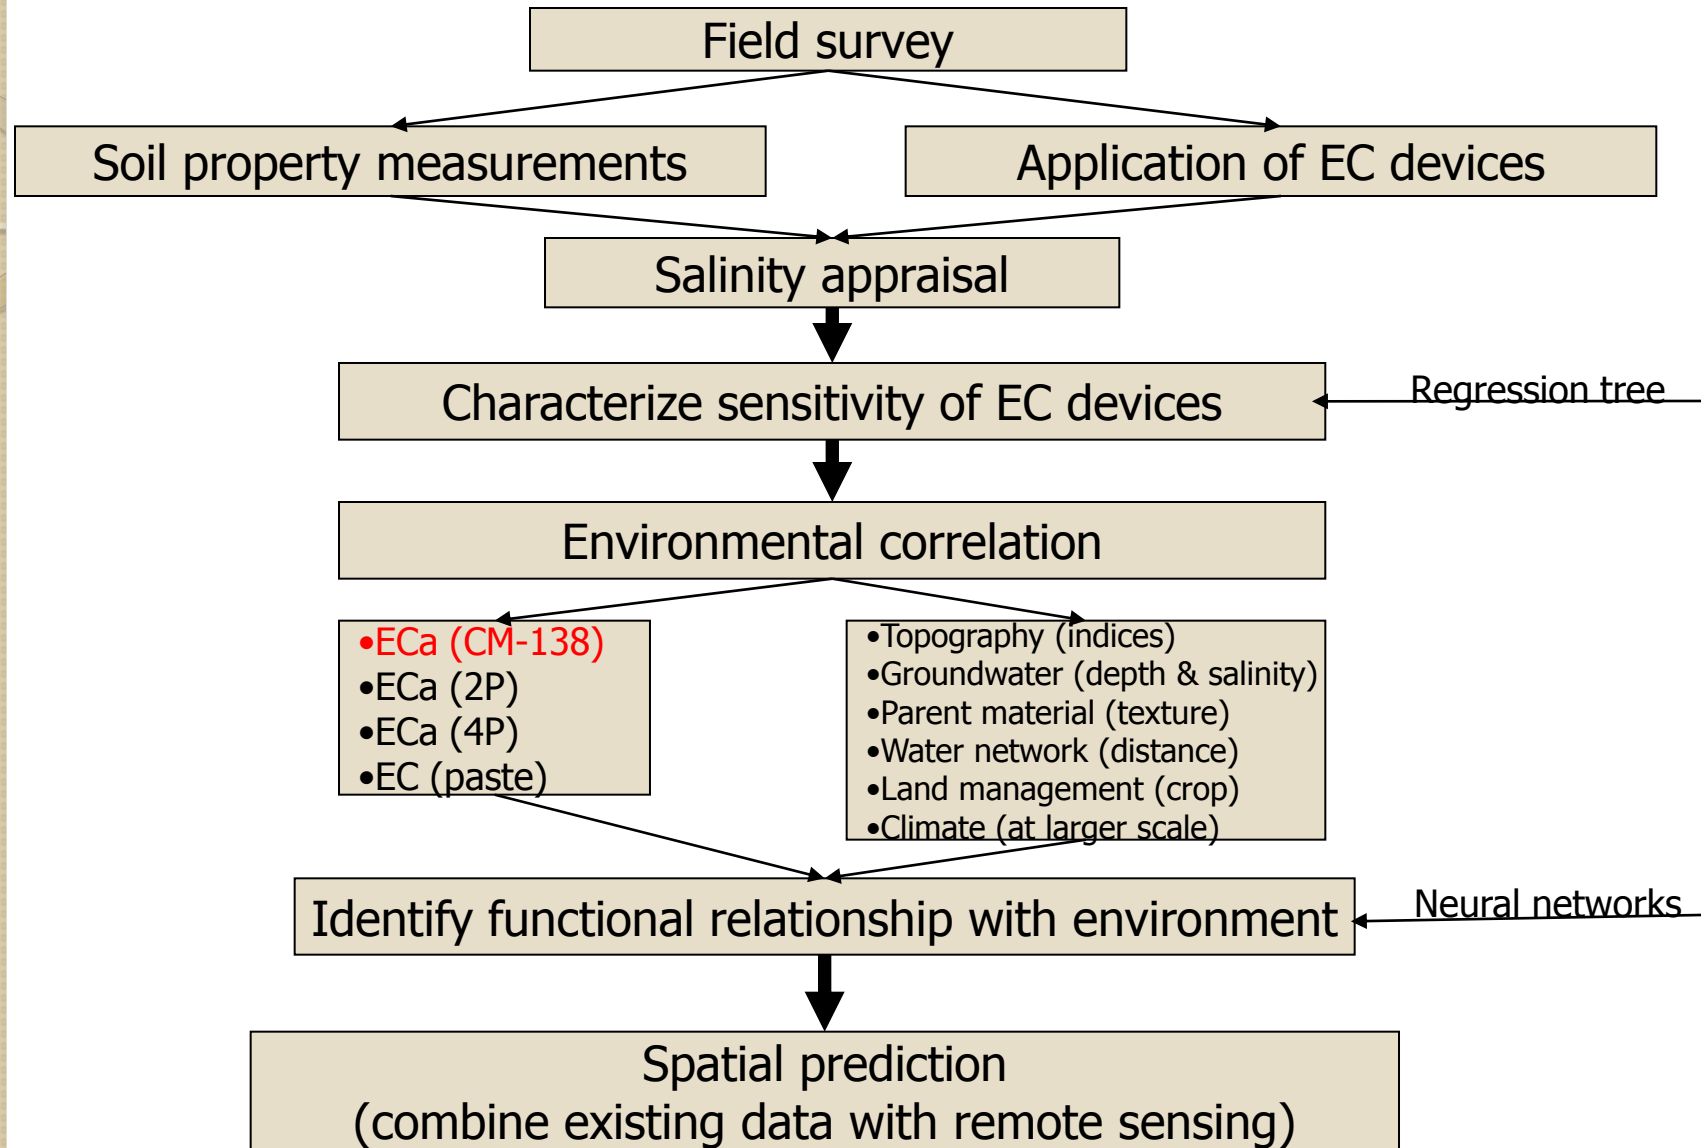 Field survey
Soil property measurements
Application of EC devices
Salinity appraisal
Characterize sensitivity of EC devices
Regression tree
Environmental correlation
•ECa (CM-138)
•ECa (2P)
•ECa (4P)
•EC (paste)
•Topography (indices)
•Groundwater (depth & salinity)
•Parent material (texture)
•Water network (distance)
•Land management (crop)
•Climate (at larger scale)
Identify functional relationship with environment
Neural networks
Spatial prediction
(combine existing data with remote sensing)